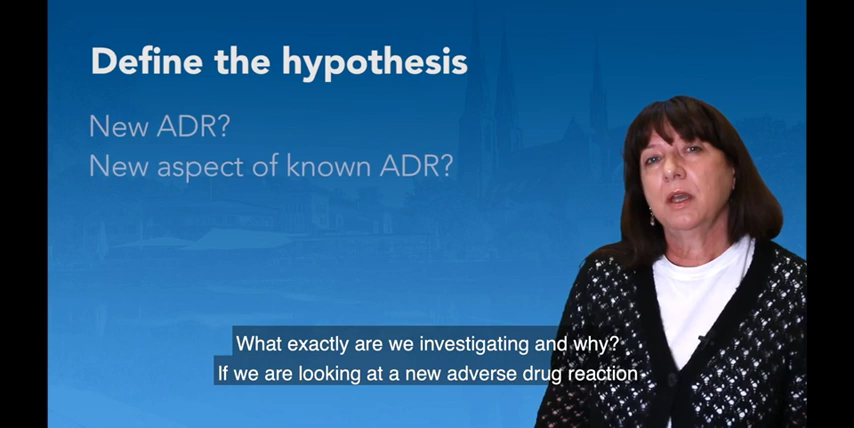 Define the hypothesis
New ADR?
New aspect of known ADR?
What exactly are we investigating and why?
If we are looking at a new adverse drug reaction